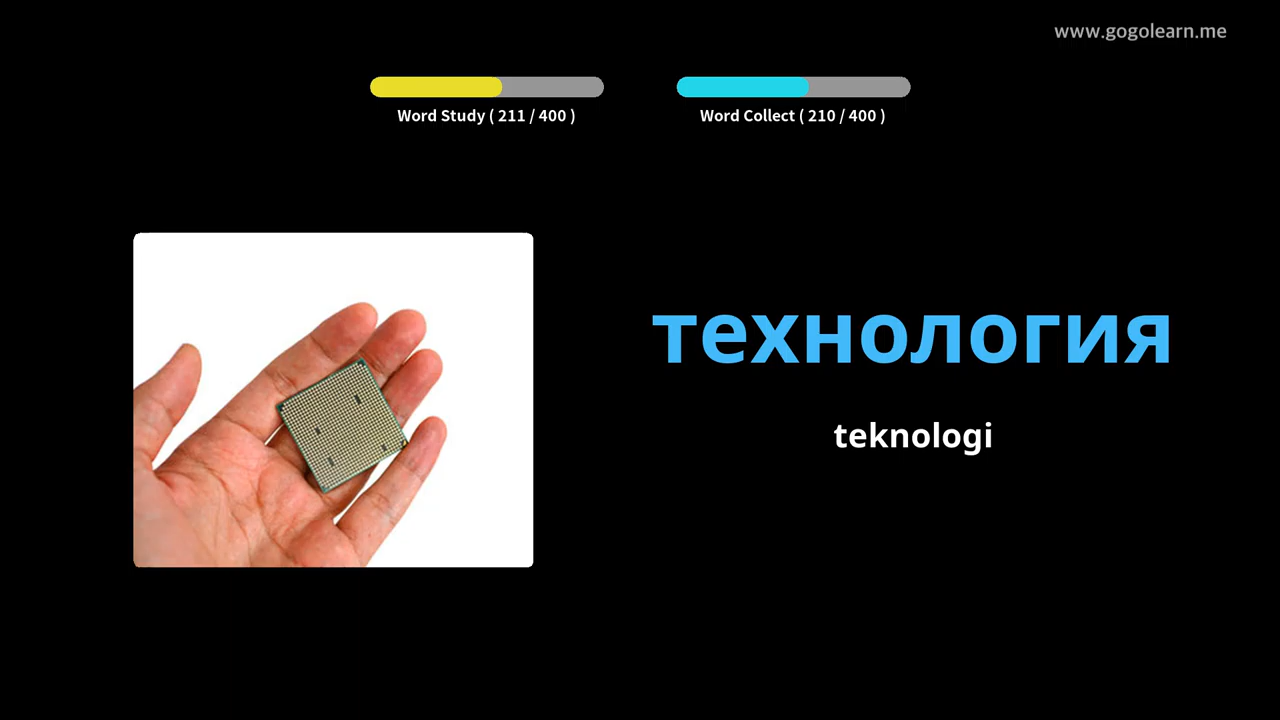 www.gogolearn.me
Word Study ( 211 / 400 )
Word Collect ( 210 / 400 )
технология
teknologi